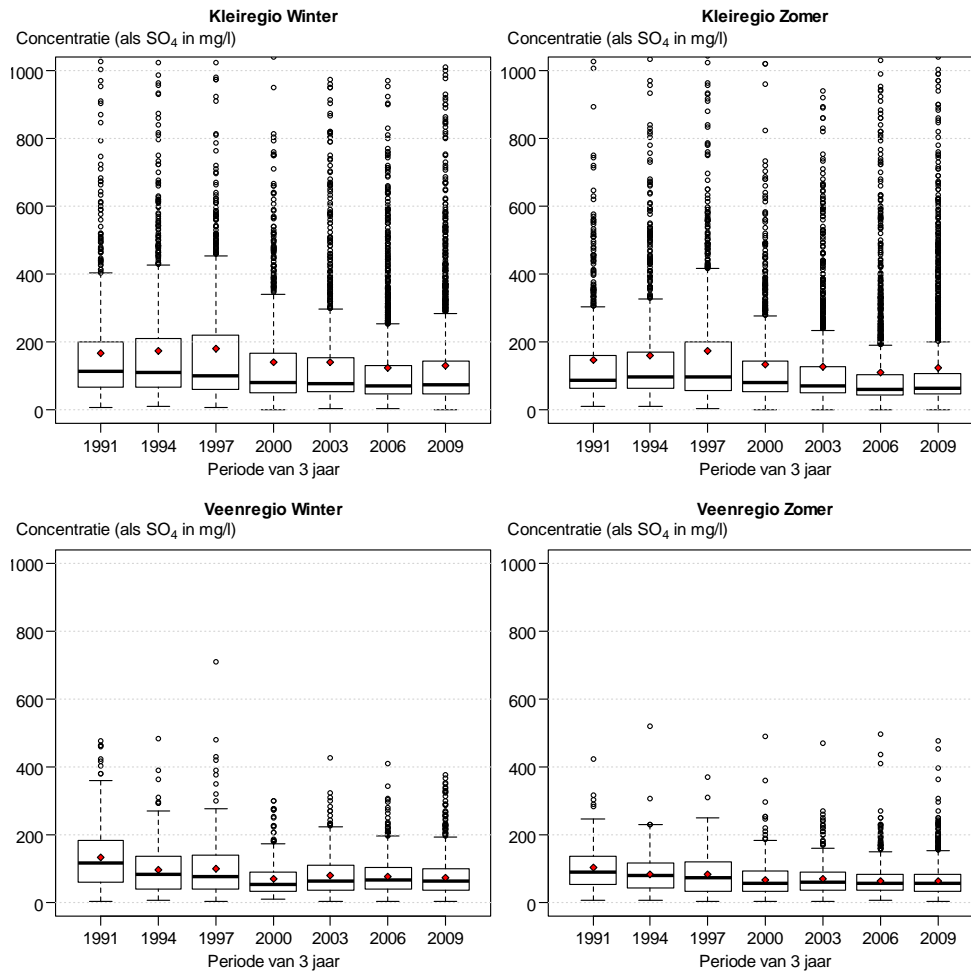 Kleiregio Winter
Concentratie (als SO4 in mg/l)
1000
800
600
400
200
0
1991 1994 1997 2000 2003 2006 2009
Periode van 3 jaar
Kleiregio Zomer
Concentratie (als SO4 in mg/l)
1000
800
600
400
200
0
1991 1994 1997 2000 2003 2006 2009
Periode van 3 jaar
Veenregio Winter
Concentratie (als SO4 in mg/l)
1000
800
600
400
200
0
1991 1994 1997 2000 2003 2006 2009
Periode van 3 jaar
Veenregio Zomer
Concentratie (als SO4 in mg/l)
1000
800
600
400
200
0
1991 1994 1997 2000 2003 2006 2009
Periode van 3 jaar